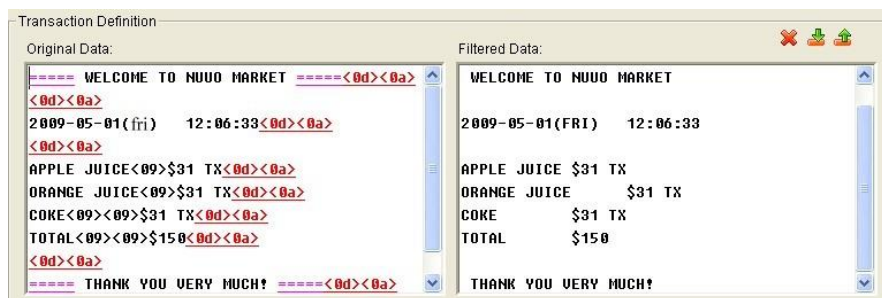 Transaction Definition
Original Data:
===== WELCOME TO NUUO MARKET =====<0d><0a>
<0d><0a>
2009-05-01(fri)   12:06:33<0d><0a>
<0d><0a>
APPLE JUICE<09>$31 TX<0d><0a>
ORANGE JUICE<09>$31 TX<0d><0a>
COKE<09><09>$31 TX<0d><0a>
TOTAL<09><09>$150<0d><0a>
<0d><0a>
===== THANK YOU VERY MUCH! =====<0d><0a>
Filtered Data:
WELCOME TO NUUO MARKET
2009-05-01(FRI)   12:06:33
APPLE JUICE $31 TX
ORANGE JUICE      $31 TX
COKE         $31 TX
TOTAL        $150
THANK YOU VERY MUCH!